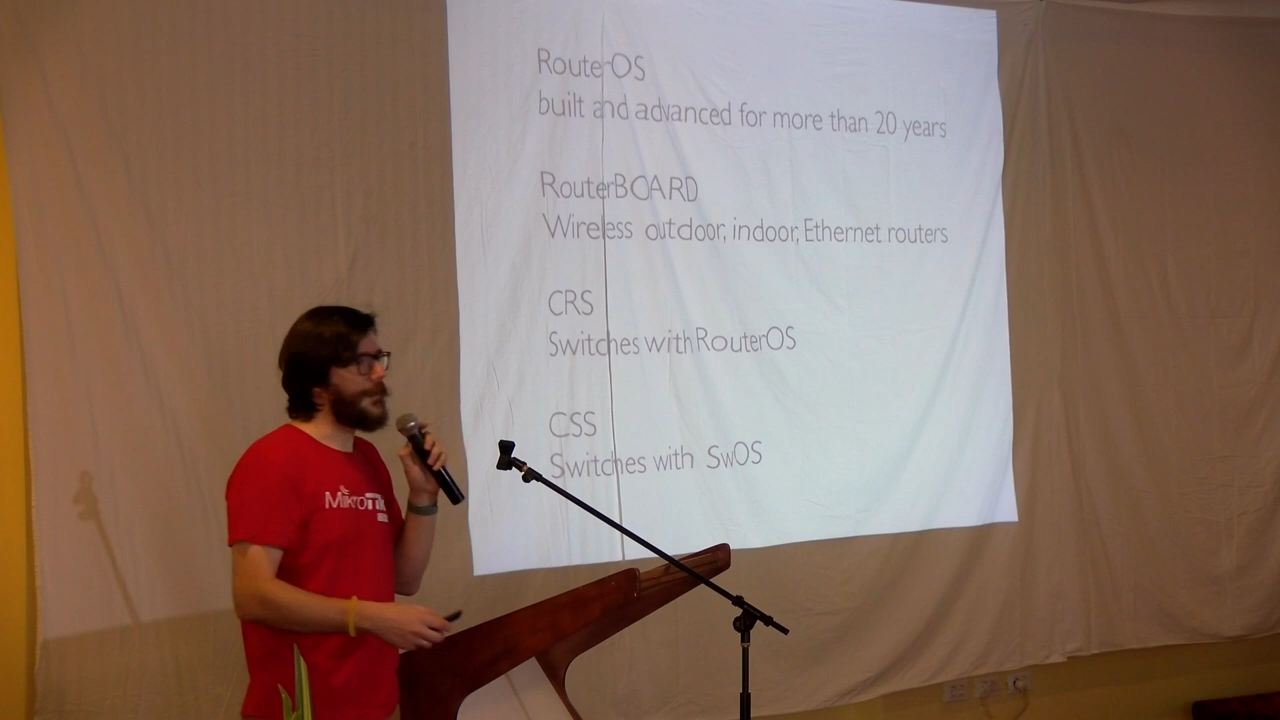 RouterOS
built and advanced for more than 20 years
RouterBOARD
Wireless outdoor, indoor, Ethernet routers
CRS
Switches with RouterOS
CSS
Switches with SwOS
MikroTik